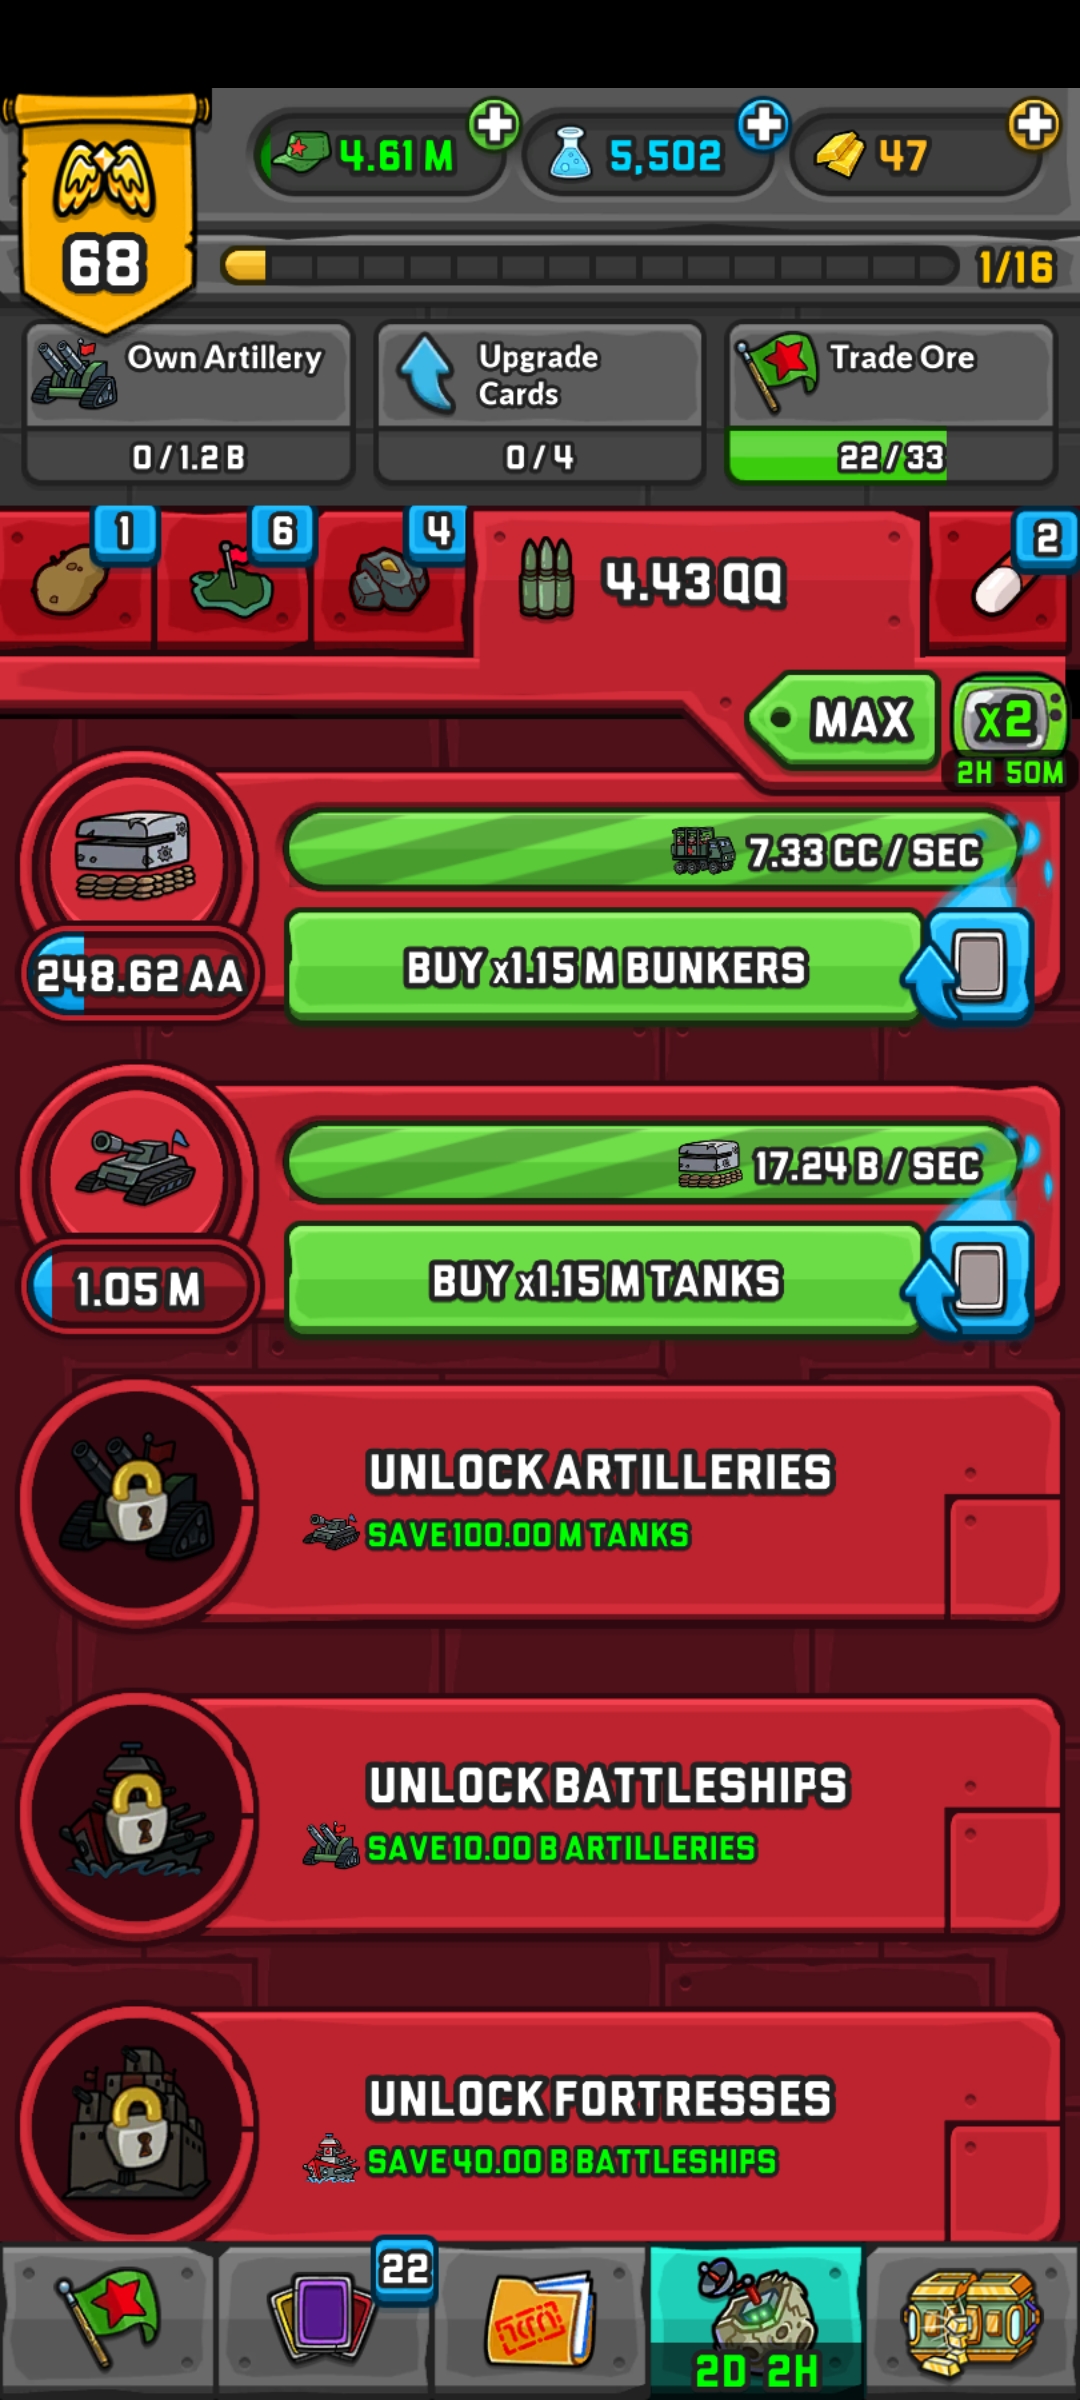 4.61 M
5,502
47
68
1/16
Own Artillery
0 / 1.2 B
Upgrade
Cards
0 / 4
Trade Ore
22 / 33
1
6
4
4.43 QQ
2
MAX
x2
2H 50M
7.33 CC / SEC
248.62 AA
BUY x1.15 M BUNKERS
17.24 B / SEC
1.05 M
BUY x1.15 M TANKS
UNLOCK ARTILLERIES
SAVE 100.00 M TANKS
UNLOCK BATTLESHIPS
SAVE 10.00 B ARTILLERIES
UNLOCK FORTRESSES
SAVE 40.00 B BATTLESHIPS
22
2D 2H